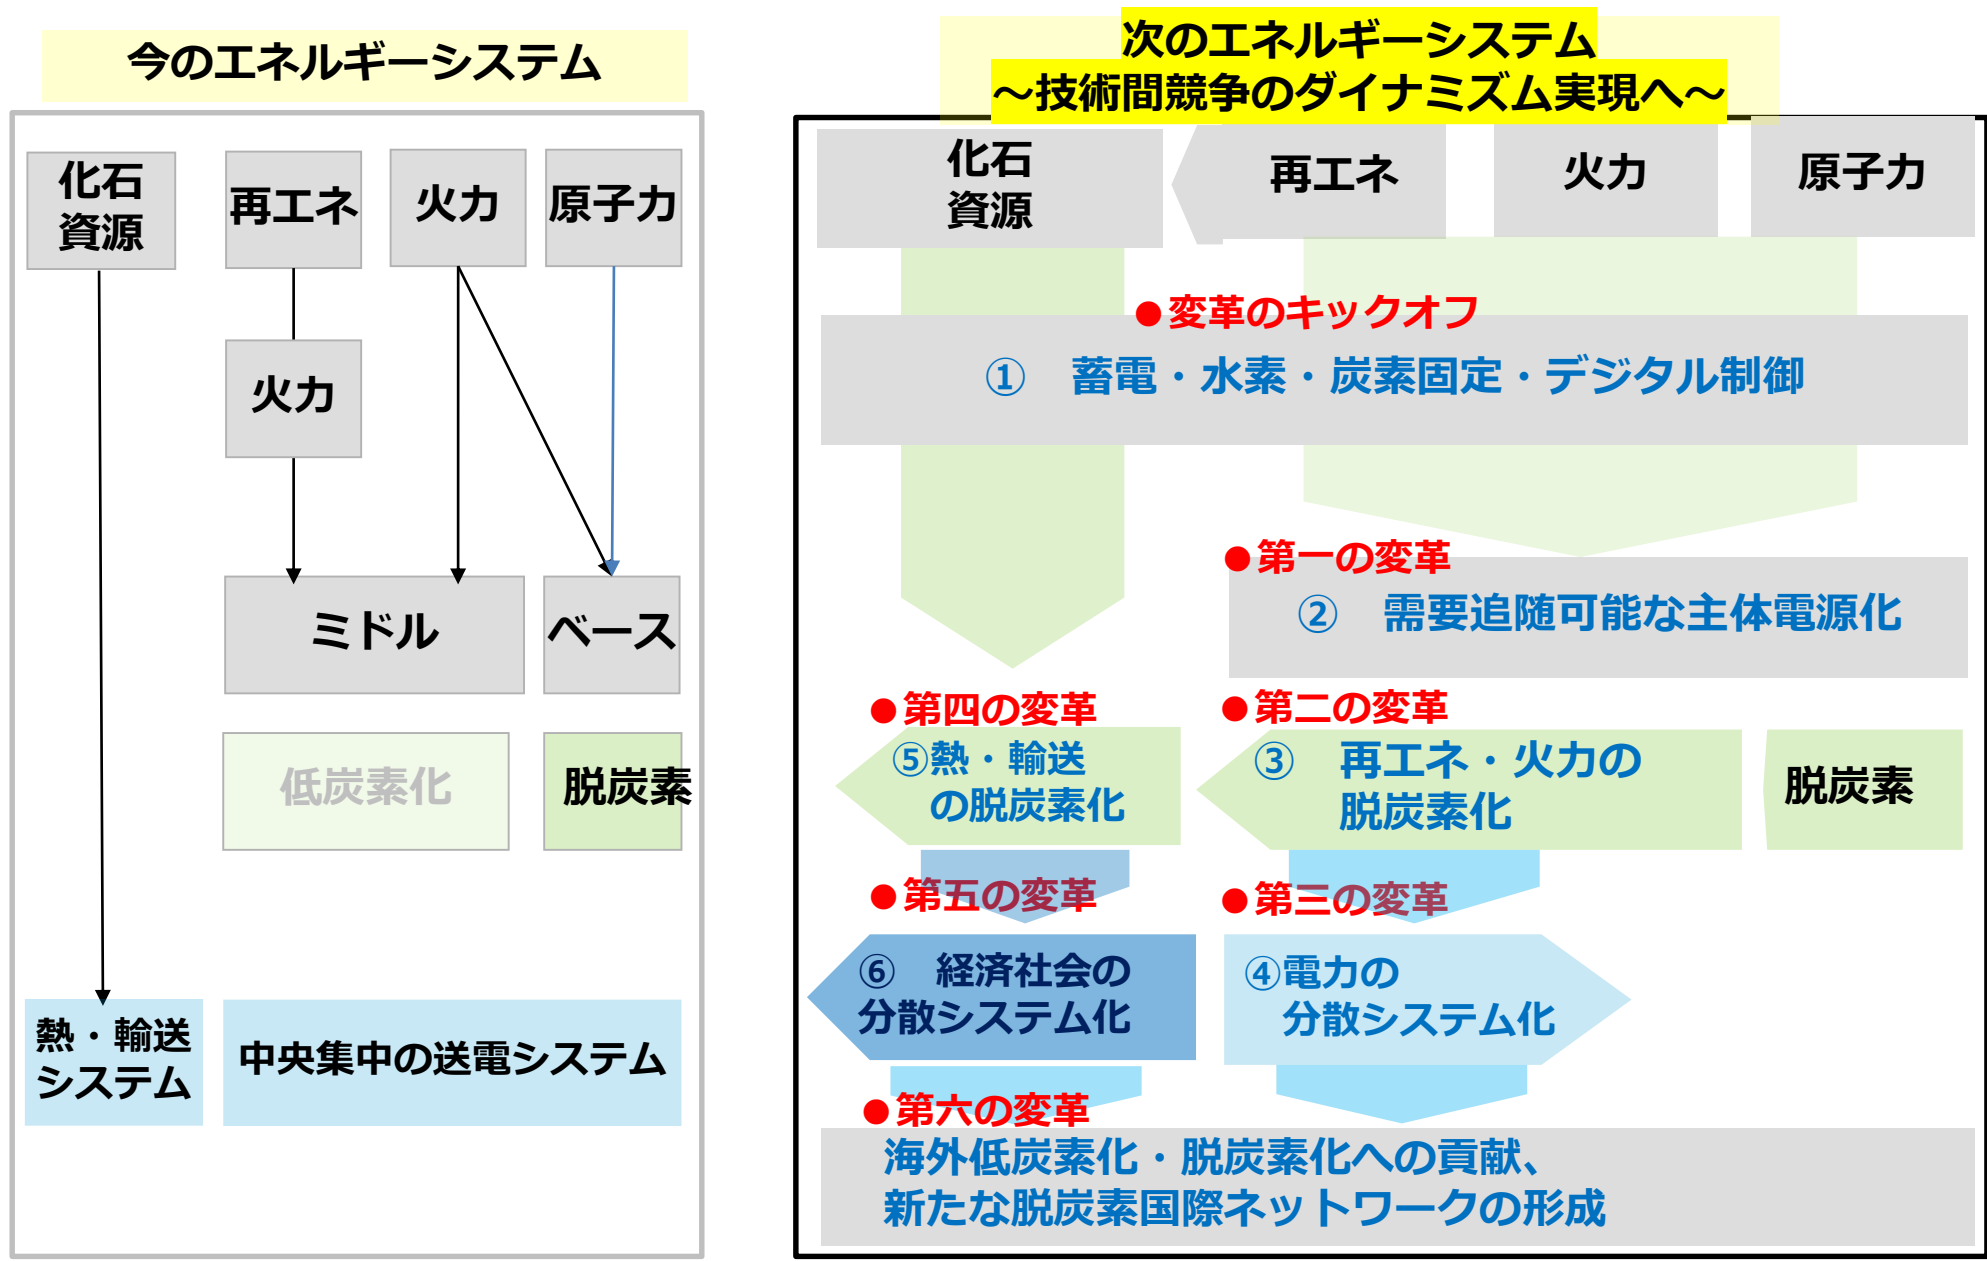 今のエネルギーシステム
化石
資源
再エネ
火力
原子力
火力
ミドル
ベース
低炭素化
脱炭素
熱・輸送
システム
中央集中の送電システム
次のエネルギーシステム
～技術間競争のダイナミズム実現へ～
化石
資源
再エネ
火力
原子力
●変革のキックオフ
①　蓄電・水素・炭素固定・デジタル制御
●第一の変革
②　需要追随可能な主体電源化
●第四の変革
⑤熱・輸送
の脱炭素化
●第二の変革
③　再エネ・火力の
脱炭素化
脱炭素
●第五の変革
⑥　経済社会の
分散システム化
●第三の変革
④電力の
分散システム化
●第六の変革
海外低炭素化・脱炭素化への貢献、
新たな脱炭素国際ネットワークの形成